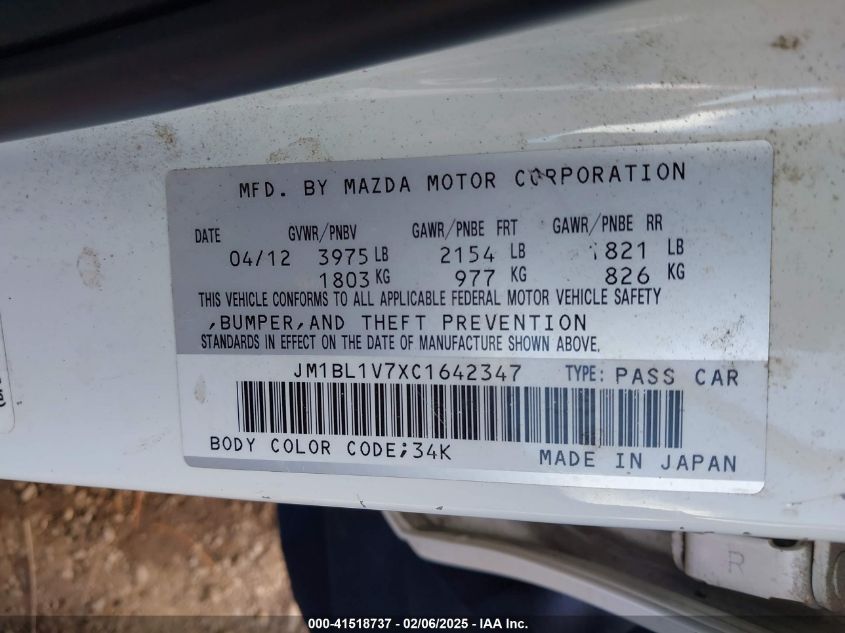 MFD. BY MAZDA MOTOR CORPORATION
DATE GVWR/PNBV GAWR/PNBE FRT GAWR/PNBE RR
04/12 3975 LB 2154 LB 1821 LB
1803 KG 977 KG 826 KG
THIS VEHICLE CONFORMS TO ALL APPLICABLE FEDERAL MOTOR VEHICLE SAFETY
,BUMPER,AND THEFT PREVENTION
STANDARDS IN EFFECT ON THE DATE OF MANUFACTURE SHOWN ABOVE.
JM1BL1V7XC1642347 TYPE: PASS CAR
BODY COLOR CODE;34K MADE IN JAPAN
R
000-41518737 - 02/06/2025 - IAA Inc.